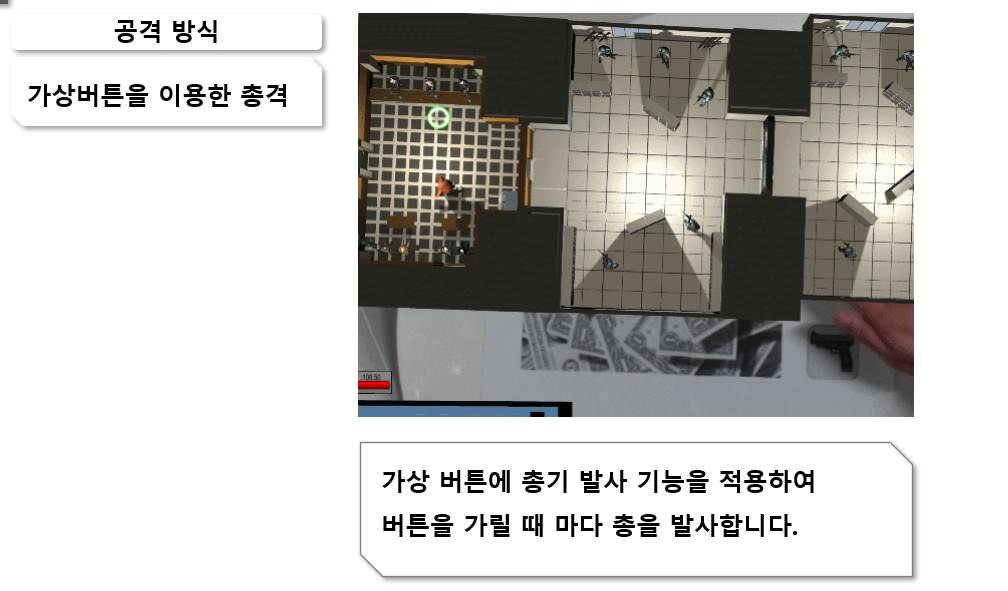 공격 방식
가상버튼을 이용한 총격
:108.50
가상 버튼에 총기 발사 기능을 적용하여
버튼을 가릴 때 마다 총을 발사합니다.